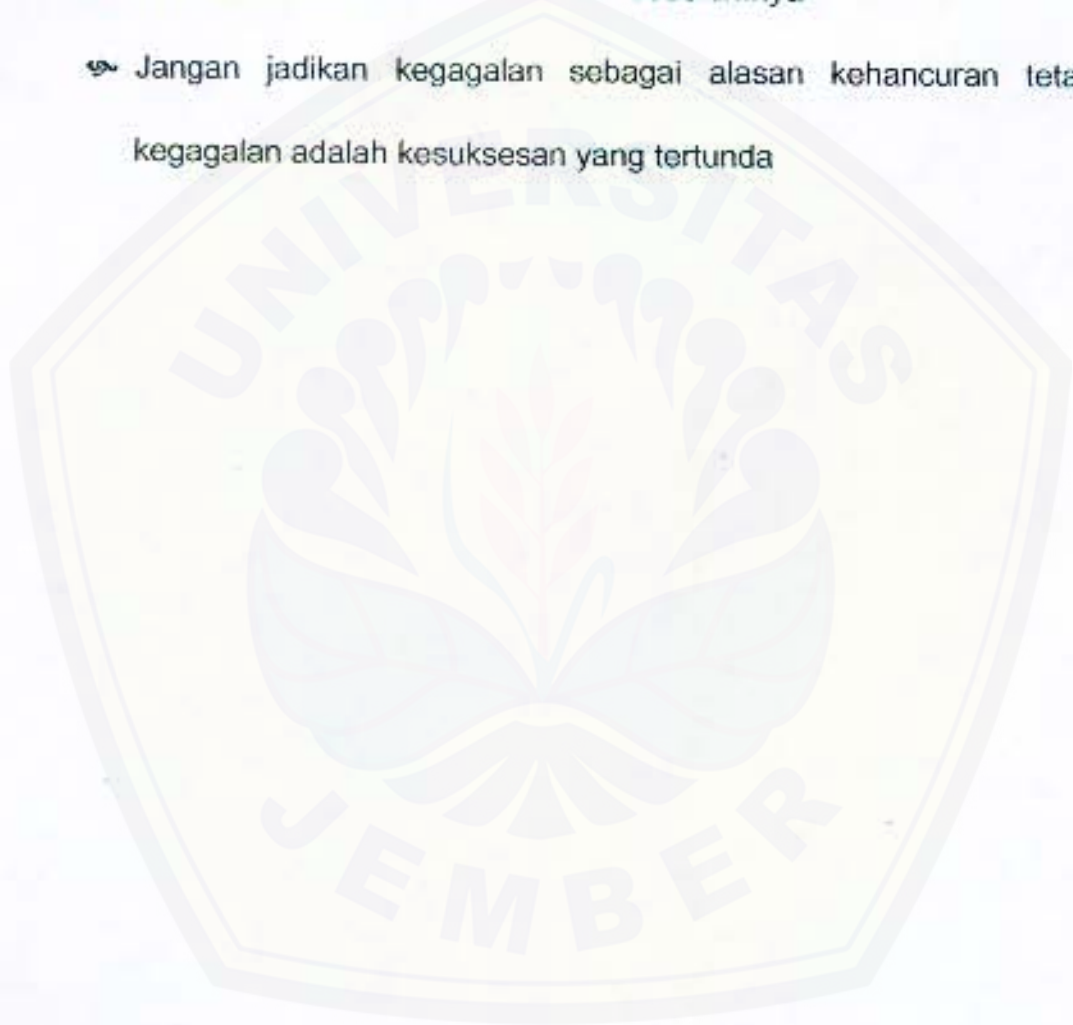 Jangan jadikan kegagalan sebagai alasan kehancuran
kegagalan adalah kesuksesan yang tertunda
UNIVERSITAS
JEMBER